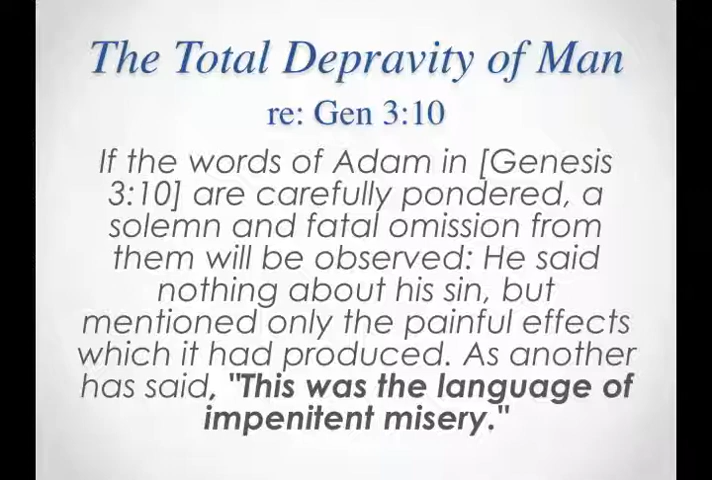 The Total Depravity of Man
re: Gen 3:10
If the words of Adam in [Genesis
3:10] are carefully pondered, a
solemn and fatal omission from
them will be observed: He said
nothing about his sin, but
mentioned only the painful effects
which it had produced. As another
has said, "This was the language of
impenitent misery."